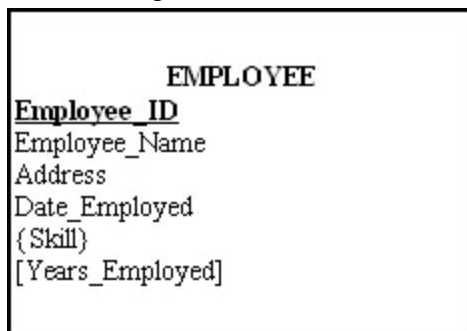 EMPLOYEE
Employee_ID
Employee_Name
Address
Date_Employed
{Skill}
[Years_Employed]